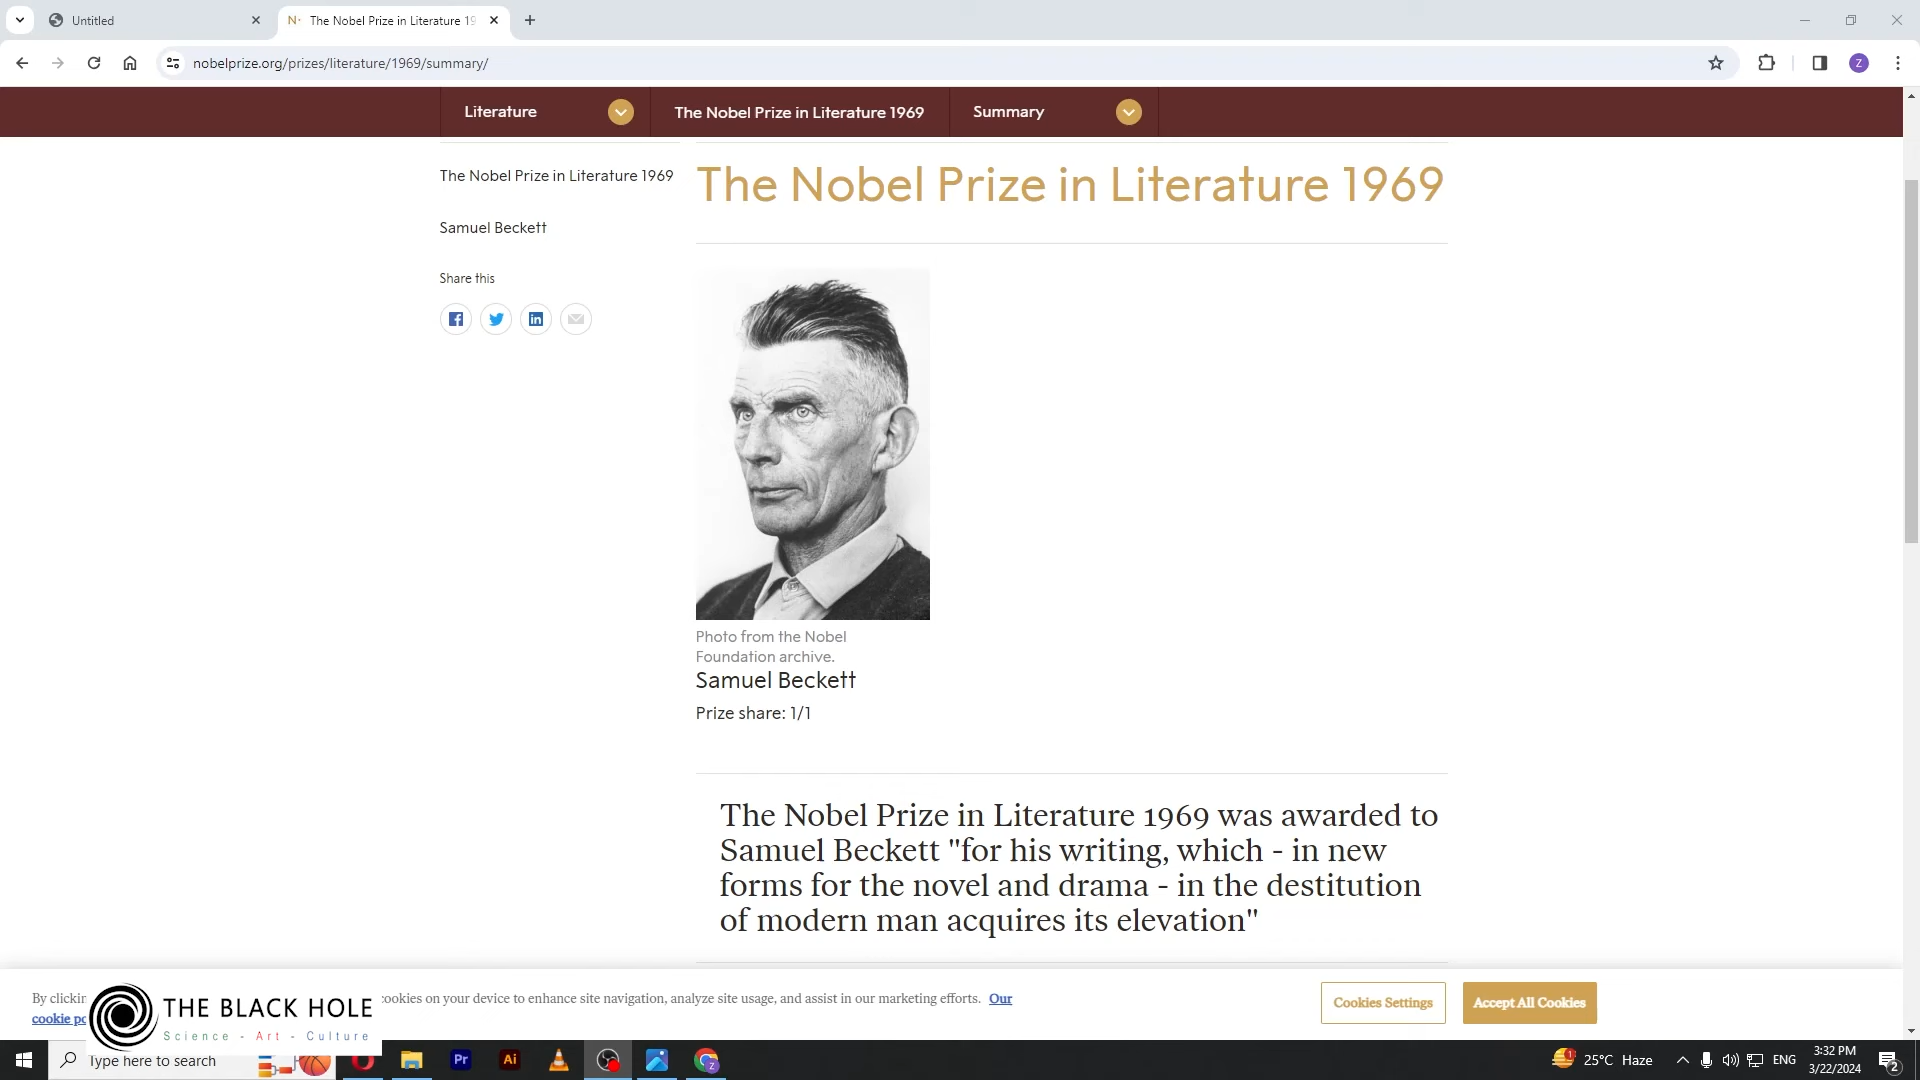 Untitled
The Nobel Prize in Literature 19
nobelprize.org/prizes/literature/1969/summary/
Z
Literature
The Nobel Prize in Literature 1969
Summary
The Nobel Prize in Literature 1969
Samuel Beckett
Share this
The Nobel Prize in Literature 1969
Photo from the Nobel
Foundation archive.
Samuel Beckett
Prize share: 1/1
The Nobel Prize in Literature 1969 was awarded to
Samuel Beckett "for his writing, which - in new
forms for the novel and drama - in the destitution
of modern man acquires its elevation"
By clickin
cookies on your device to enhance site navigation, analyze site usage, and assist in our marketing efforts. Our
cookie po
Cookies Settings
Accept All Cookies
THE BLACK HOLE
Science - Art - Culture
Type here to search
Pr
Ai
Z
1
25°C Haze
ENG
3:32 PM
3/22/2024
2